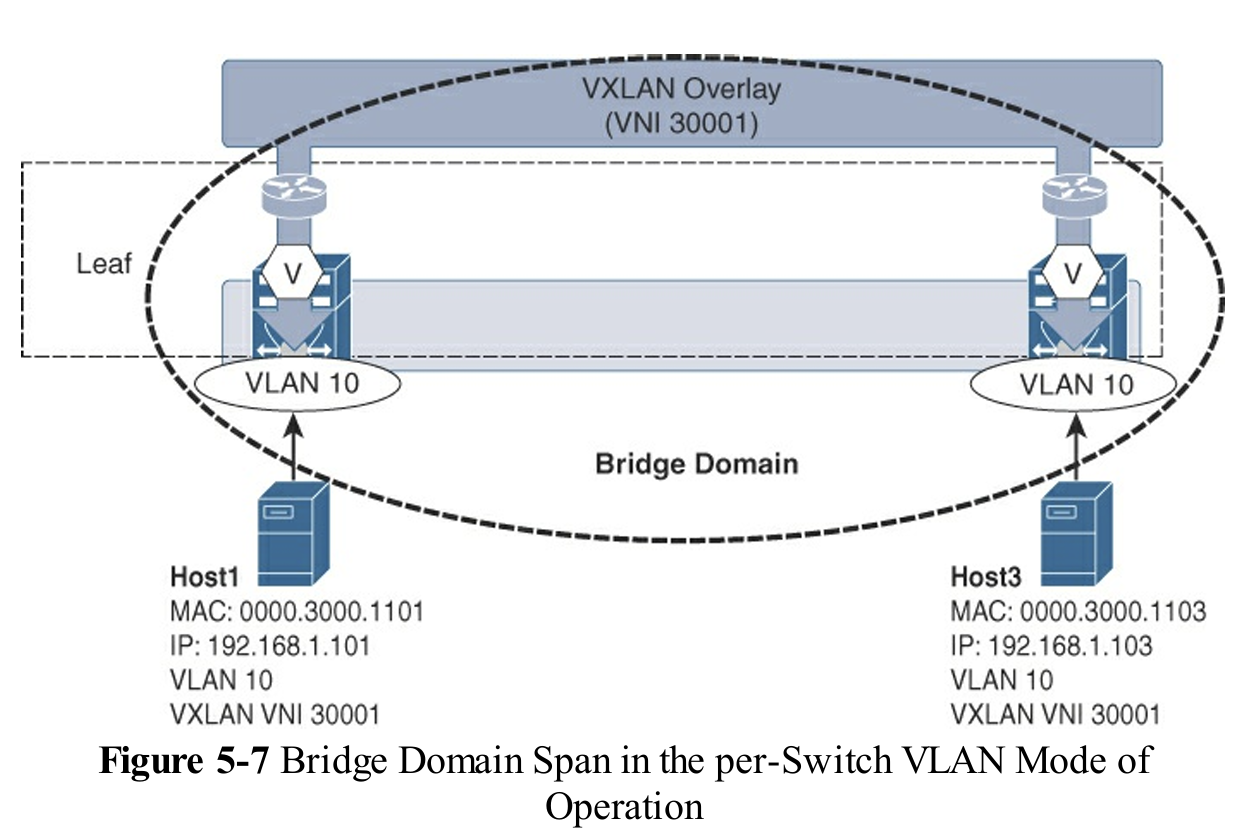 VXLAN Overlay
(VNI 30001)
Leaf
V
V
VLAN 10
VLAN 10
Bridge Domain
Host1
MAC: 0000.3000.1101
IP: 192.168.1.101
VLAN 10
VXLAN VNI 30001
Host3
MAC: 0000.3000.1103
IP: 192.168.1.103
VLAN 10
VXLAN VNI 30001
Figure 5-7 Bridge Domain Span in the per-Switch VLAN Mode of
Operation